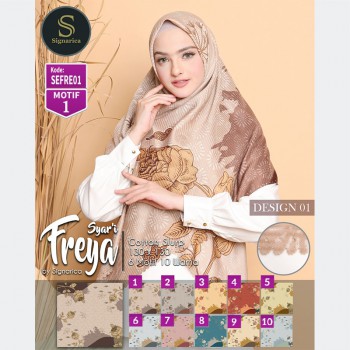 S
Signarica
Kode:
SEFRE01
MOTIF
1
Syar'i
Freya
by Signarica
DESIGN 01
1
2
3
4
5
6
7
8
9
10